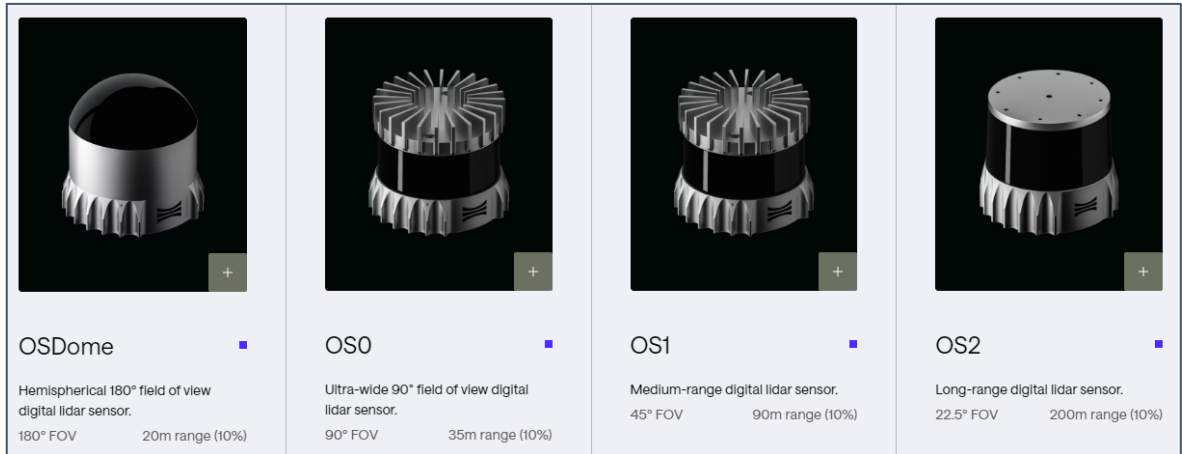 OSDome
Hemispherical 180° field of view
digital lidar sensor.
180° FOV 20m range (10%)
OS0
Ultra-wide 90° field of view digital
lidar sensor.
90° FOV 35m range (10%)
OS1
Medium-range digital lidar sensor.
45° FOV 90m range (10%)
OS2
Long-range digital lidar sensor.
22.5° FOV 200m range (10%)